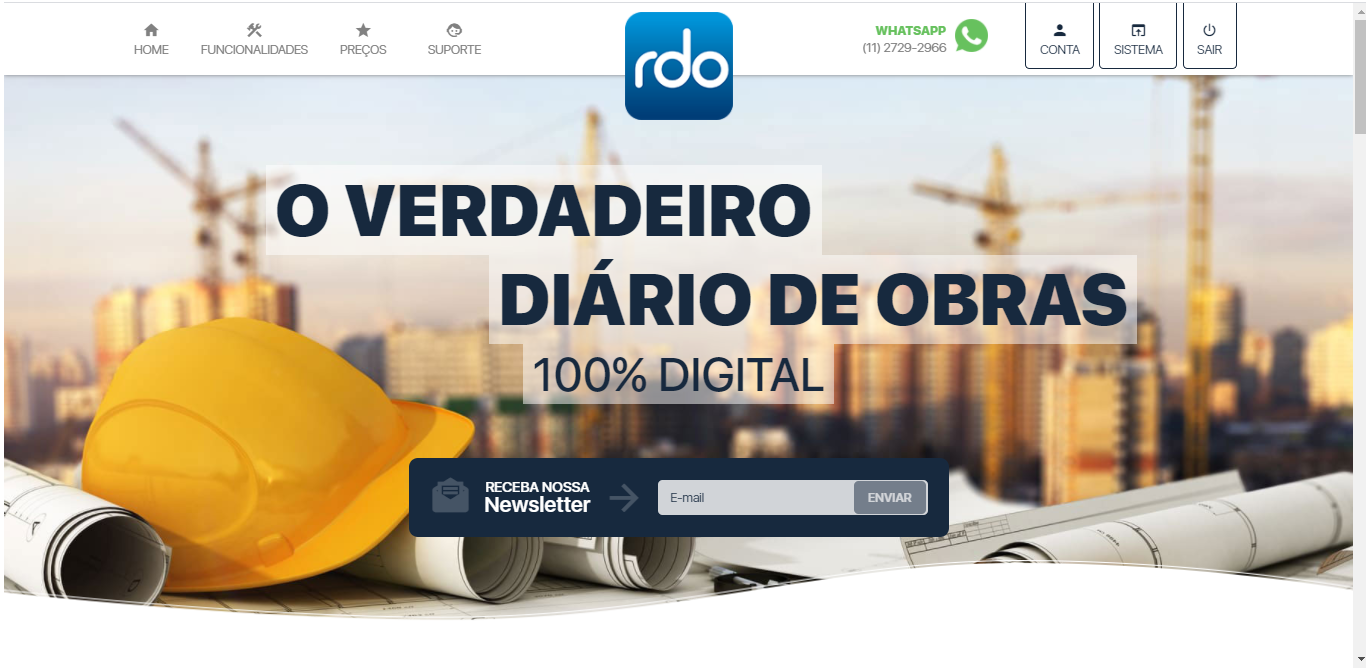 HOME
FUNCIONALIDADES
PREÇOS
SUPORTE
rdo
WHATSAPP
(11) 2729-2966
CONTA
SISTEMA
SAIR
O VERDADEIRO
DIÁRIO DE OBRAS
100% DIGITAL
RECEBA NOSSA
Newsletter
E-mail
ENVIAR